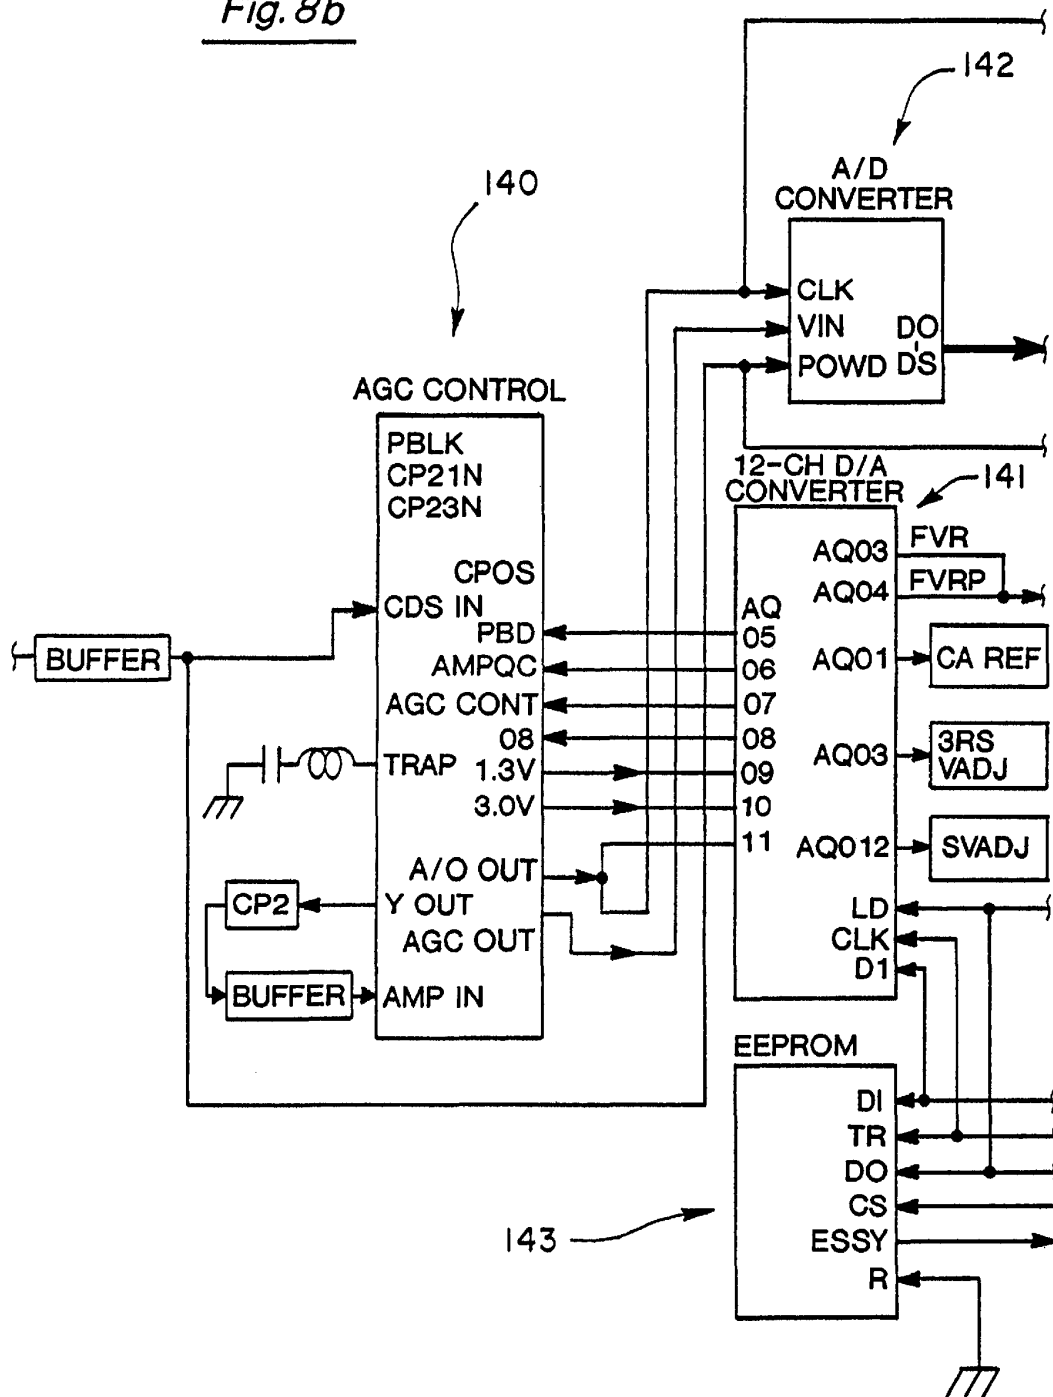 Fig. 8b
142
A/D
CONVERTER
140
CLK
VIN
DO
POWD
DS
AGC CONTROL
PBLK
CP21N
CP23N
12-CH D/A
CONVERTER
141
CPOS
CDS IN
PBD
AMPQC
AGC CONT
08
TRAP
1.3V
3.0V
A/O OUT
Y OUT
AGC OUT
AMP IN
BUFFER
CP2
BUFFER
AQ
05
06
07
08
09
10
11
AQ03
FVR
AQ04
FVRP
AQ01
CA REF
AQ03
3RS
VADJ
AQ012
SVADJ
LD
CLK
D1
EEPROM
DI
TR
DO
CS
ESSY
R
143